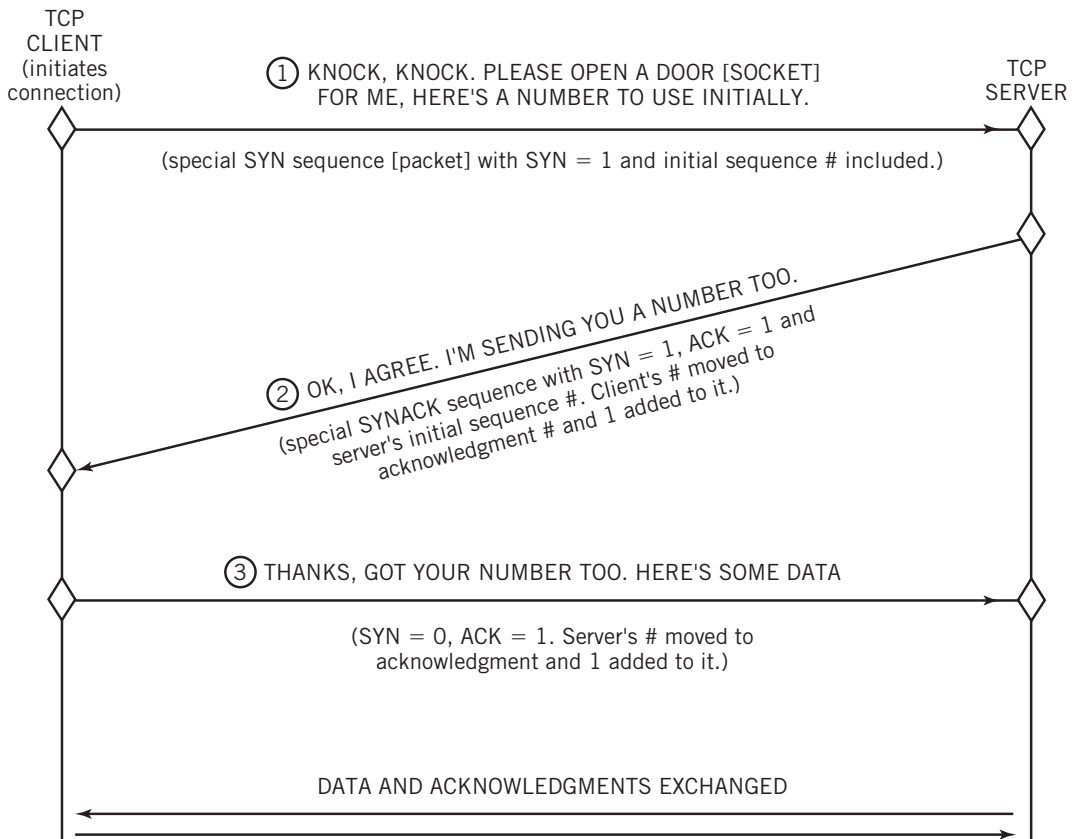 TCP
CLIENT
(initiates
connection)
① KNOCK, KNOCK. PLEASE OPEN A DOOR [SOCKET]
FOR ME, HERE'S A NUMBER TO USE INITIALLY.
TCP
SERVER
(special SYN sequence [packet] with SYN = 1 and initial sequence # included.)
② OK, I AGREE. I'M SENDING YOU A NUMBER TOO.
(special SYNACK sequence with SYN = 1, ACK = 1 and
server's initial sequence #. Client's # moved to
acknowledgment # and 1 added to it.)
③ THANKS, GOT YOUR NUMBER TOO. HERE'S SOME DATA
(SYN = 0, ACK = 1. Server's # moved to
acknowledgment and 1 added to it.)
DATA AND ACKNOWLEDGMENTS EXCHANGED